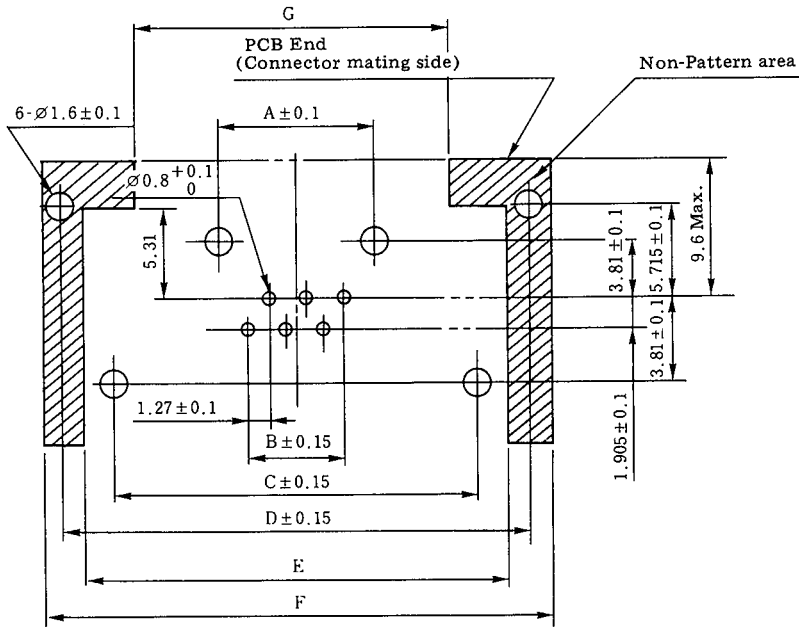 G
PCB End
(Connector mating side)
Non-Pattern area
6-∅1.6±0.1
A±0.1
∅0.8 +0.1
0
5.31
3.81±0.1
5.715±0.1
9.6 Max.
3.81±0.1
1.905±0.1
1.27±0.1
B±0.15
C±0.15
D±0.15
E
F